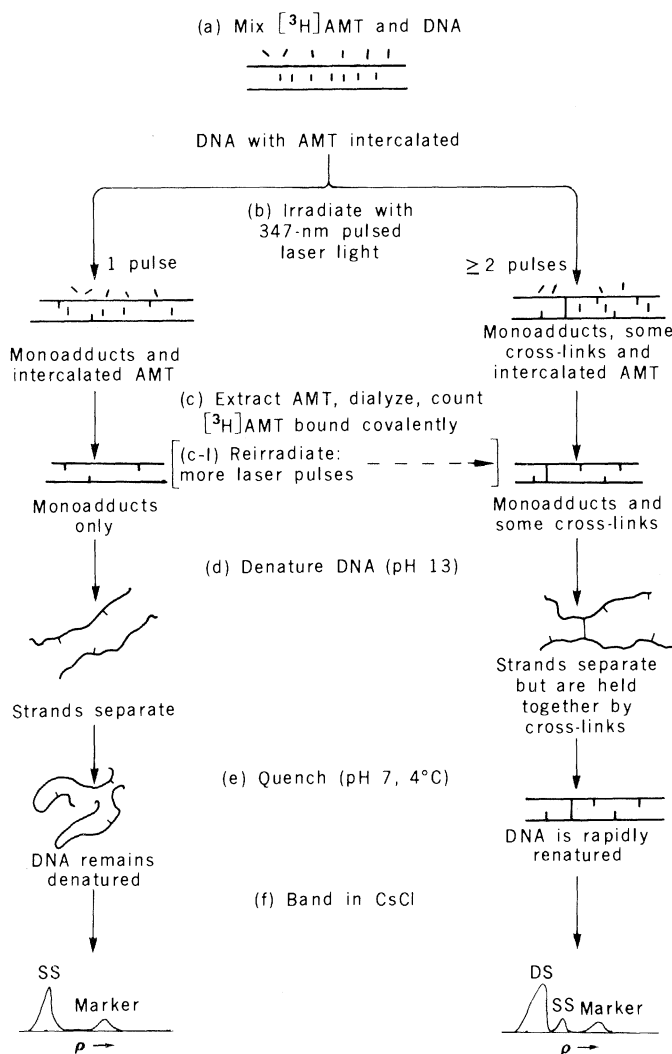 (a) Mix [³H]AMT and DNA
DNA with AMT intercalated
(b) Irradiate with
347-nm pulsed
laser light
1 pulse
≥2 pulses
Monoadducts and
intercalated AMT
Monoadducts, some
cross-links and
intercalated AMT
(c) Extract AMT, dialyze, count
[³H]AMT bound covalently
[(c-1) Reirradiate:
more laser pulses]
Monoadducts
only
Monoadducts and
some cross-links
(d) Denature DNA (pH 13)
Strands separate
Strands separate
but are held
together by
cross-links
(e) Quench (pH 7, 4°C)
DNA remains
denatured
DNA is rapidly
renatured
(f) Band in CsCl
SS
Marker
ρ →
DS
SS
Marker
ρ →